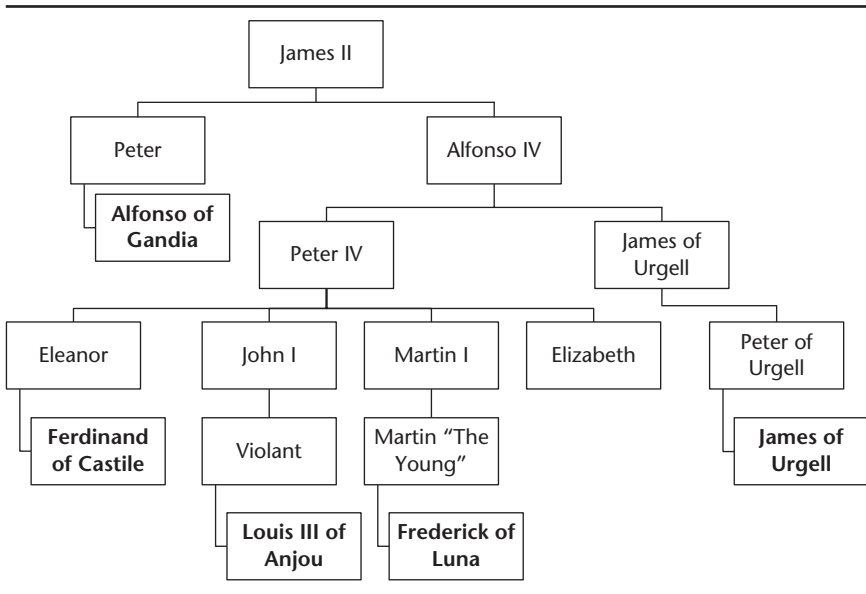 James II
Peter
Alfonso IV
Alfonso of
Gandia
Peter IV
James of
Urgell
Eleanor
John I
Martin I
Elizabeth
Peter of
Urgell
Ferdinand
of Castile
Violant
Martin “The
Young”
James of
Urgell
Louis III of
Anjou
Frederick of
Luna